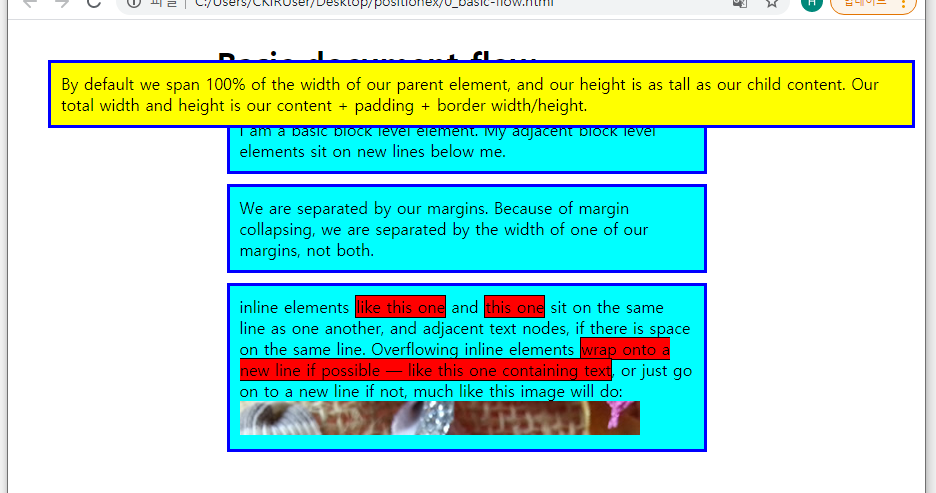 파일
C:/Users/CKIRUser/Desktop/positionex/0_basic-flow.html
H
업데이트
Basic document flow
By default we span 100% of the width of our parent element, and our height is as tall as our child content. Our
total width and height is our content + padding + border width/height.
I am a basic block level element. My adjacent block level
elements sit on new lines below me.
We are separated by our margins. Because of margin
collapsing, we are separated by the width of one of our
margins, not both.
inline elements like this one and this one sit on the same
line as one another, and adjacent text nodes, if there is space
on the same line. Overflowing inline elements wrap onto a
new line if possible — like this one containing text, or just go
on to a new line if not, much like this image will do: